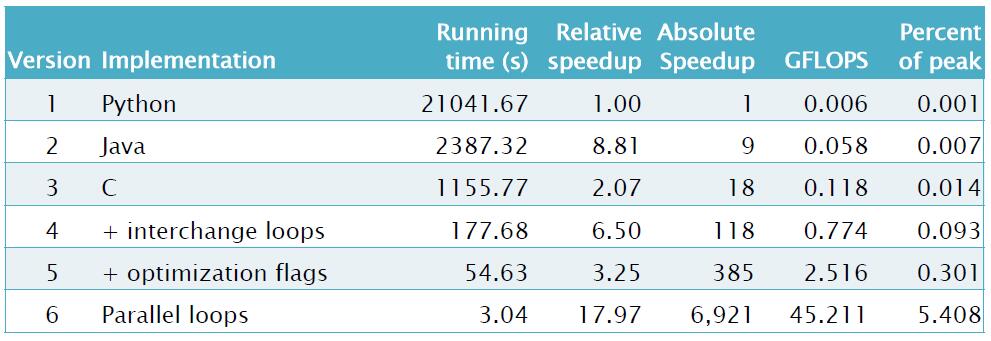 Running Relative Absolute Percent
Version Implementation time (s) speedup Speedup GFLOPS of peak
1 Python 21041.67 1.00 1 0.006 0.001
2 Java 2387.32 8.81 9 0.058 0.007
3 C 1155.77 2.07 18 0.118 0.014
4 + interchange loops 177.68 6.50 118 0.774 0.093
5 + optimization flags 54.63 3.25 385 2.516 0.301
6 Parallel loops 3.04 17.97 6,921 45.211 5.408